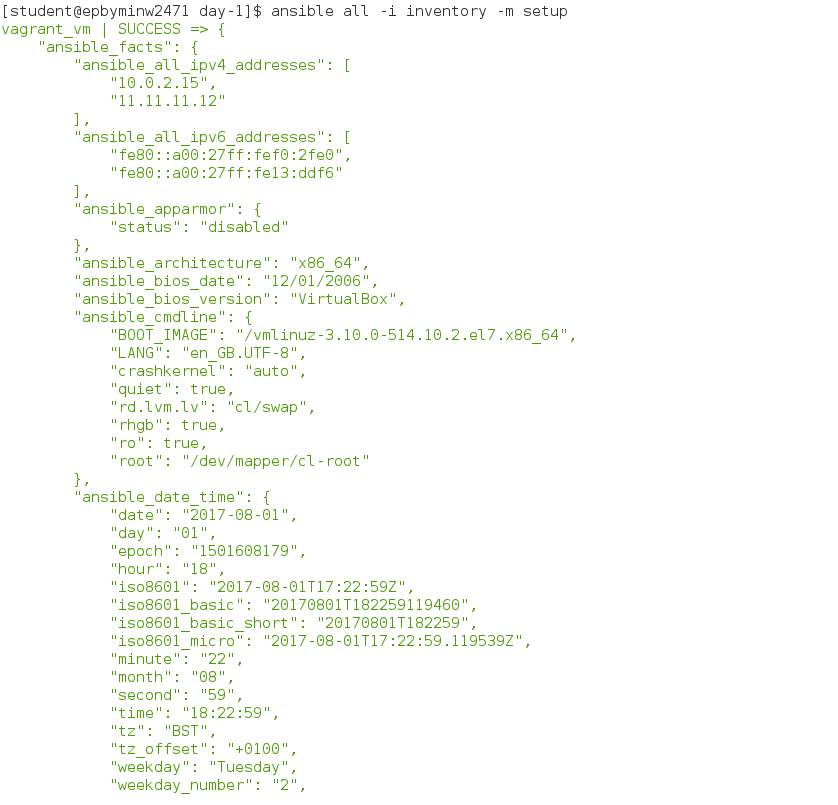 [student@epbyminw2471 day-1]$ ansible all -i inventory -m setup
vagrant_vm | SUCCESS => {
    "ansible_facts": {
        "ansible_all_ipv4_addresses": [
            "10.0.2.15",
            "11.11.11.12"
        ],
        "ansible_all_ipv6_addresses": [
            "fe80::a00:27ff:fef0:2fe0",
            "fe80::a00:27ff:fe13:ddf6"
        ],
        "ansible_apparmor": {
            "status": "disabled"
        },
        "ansible_architecture": "x86_64",
        "ansible_bios_date": "12/01/2006",
        "ansible_bios_version": "VirtualBox",
        "ansible_cmdline": {
            "BOOT_IMAGE": "/vmlinuz-3.10.0-514.10.2.el7.x86_64",
            "LANG": "en_GB.UTF-8",
            "crashkernel": "auto",
            "quiet": true,
            "rd.lvm.lv": "cl/swap",
            "rhgb": true,
            "ro": true,
            "root": "/dev/mapper/cl-root"
        },
        "ansible_date_time": {
            "date": "2017-08-01",
            "day": "01",
            "epoch": "1501608179",
            "hour": "18",
            "iso8601": "2017-08-01T17:22:59Z",
            "iso8601_basic": "20170801T182259119460",
            "iso8601_basic_short": "20170801T182259",
            "iso8601_micro": "2017-08-01T17:22:59.119539Z",
            "minute": "22",
            "month": "08",
            "second": "59",
            "time": "18:22:59",
            "tz": "BST",
            "tz_offset": "+0100",
            "weekday": "Tuesday",
            "weekday_number": "2",